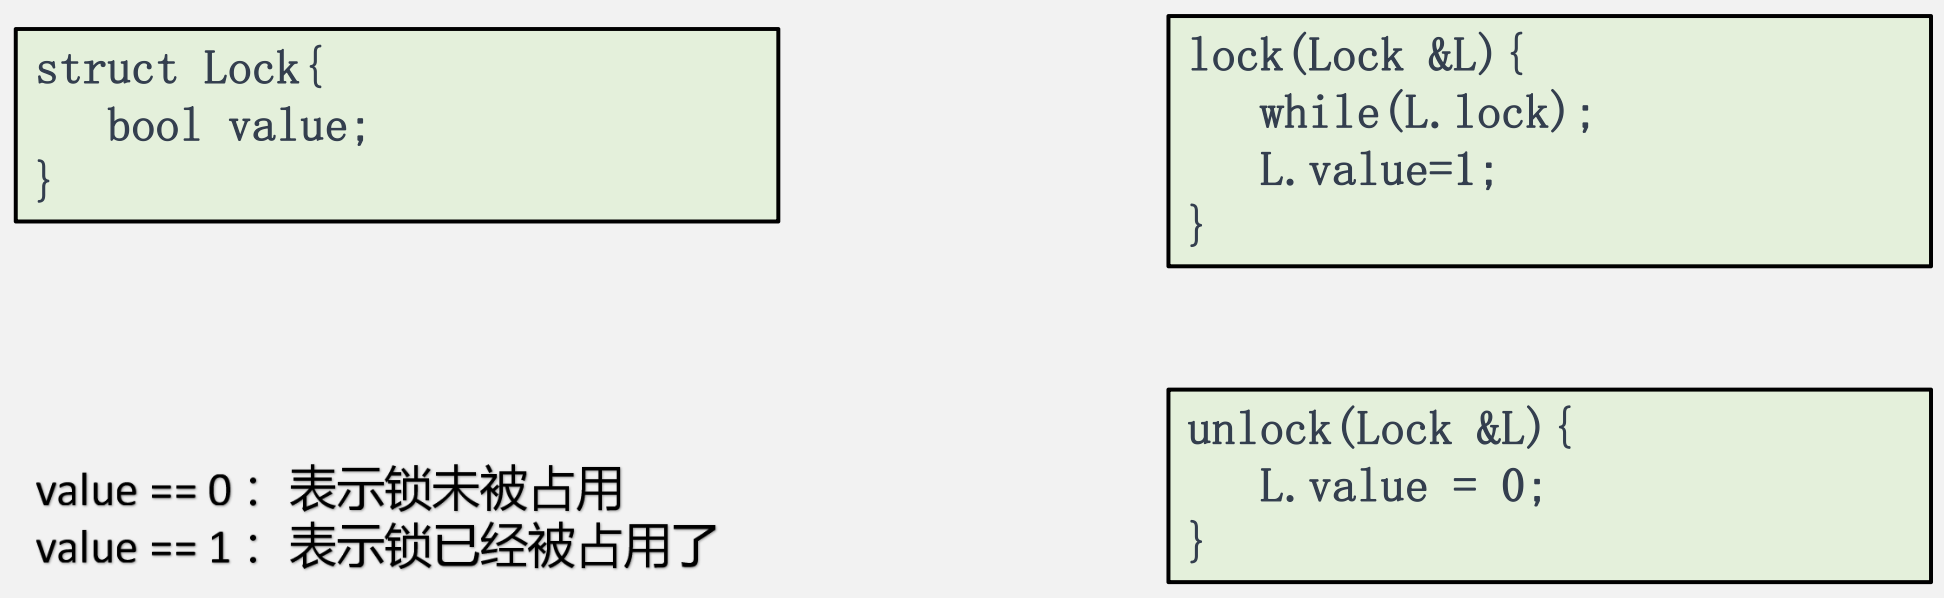 struct Lock{
bool value;
}
lock(Lock &L){
while(L.lock);
L.value=1;
}
value == 0： 表示锁未被占用
value == 1： 表示锁已经被占用了
unlock(Lock &L){
L.value = 0;
}